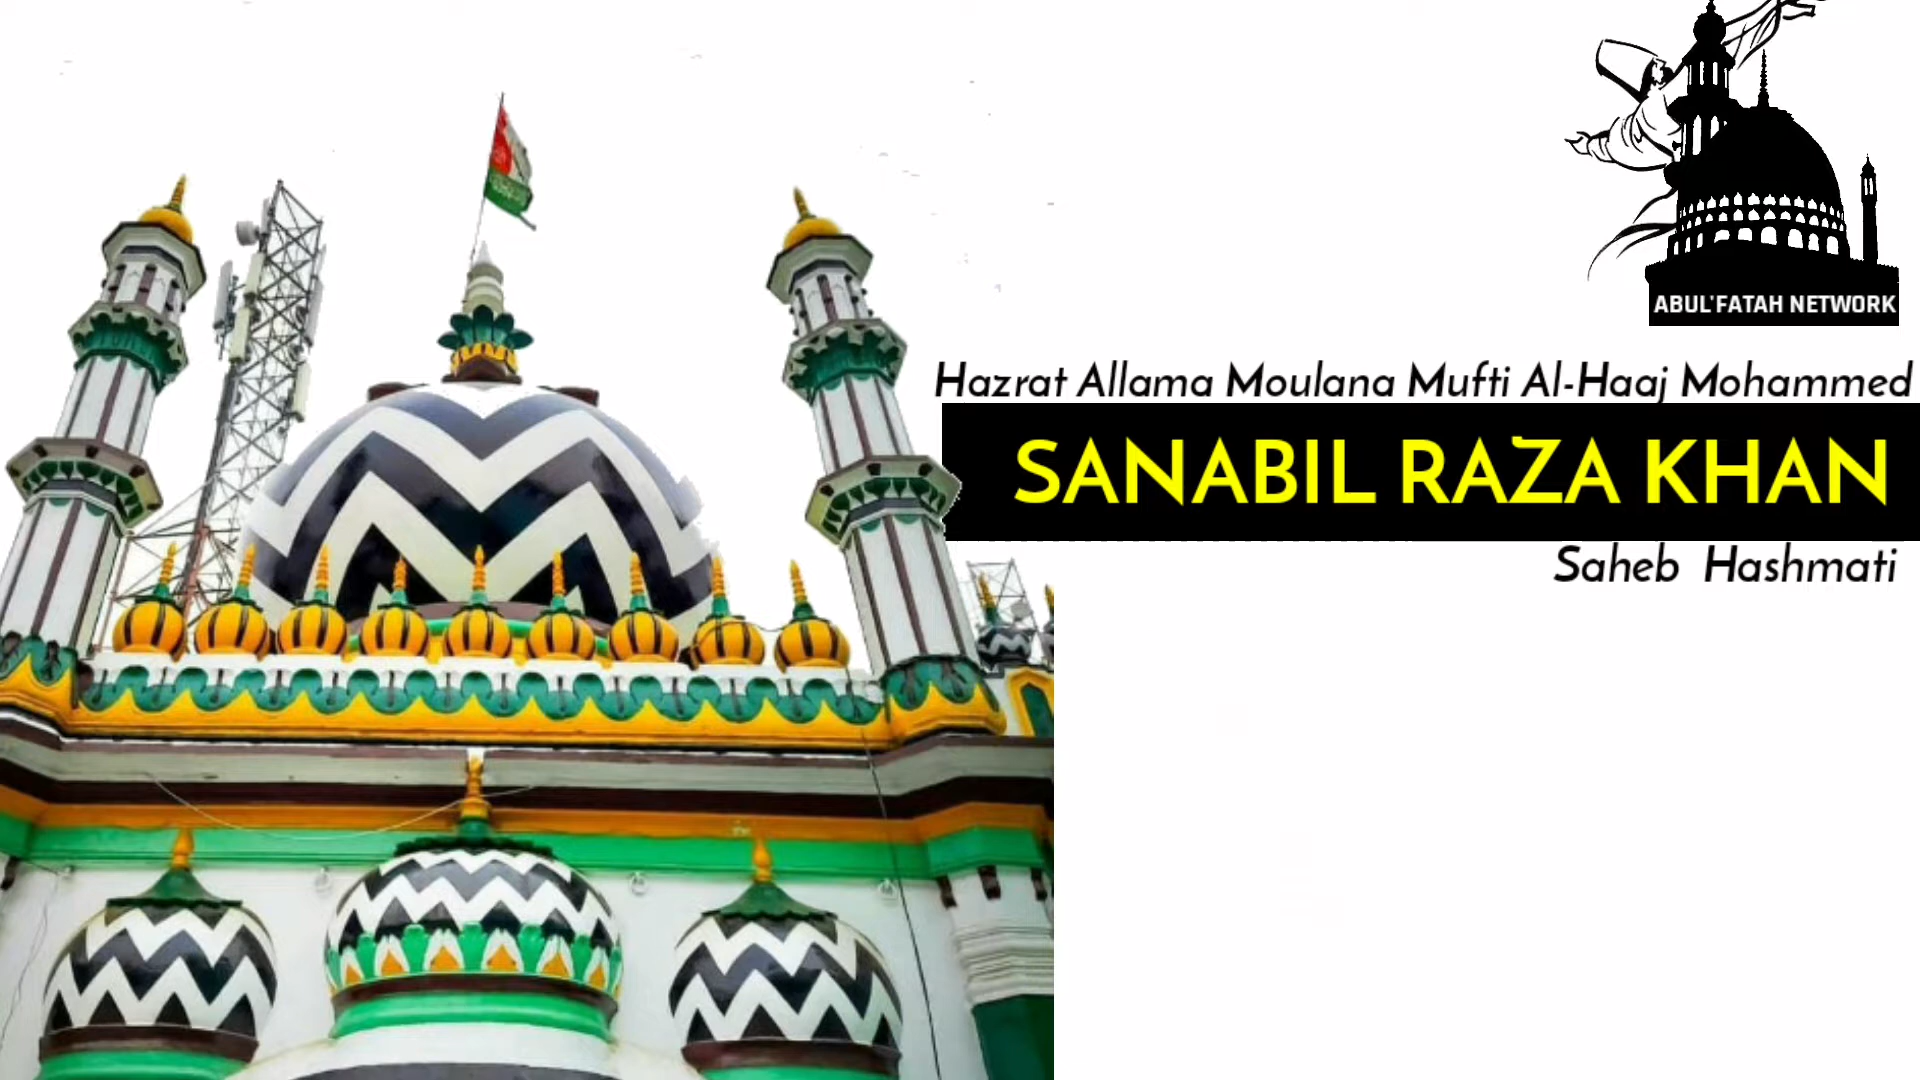 ABUL'FATAH NETWORK
Hazrat Allama Moulana Mufti Al-Haaj Mohammed
SANABIL RAZA KHAN
Saheb Hashmati